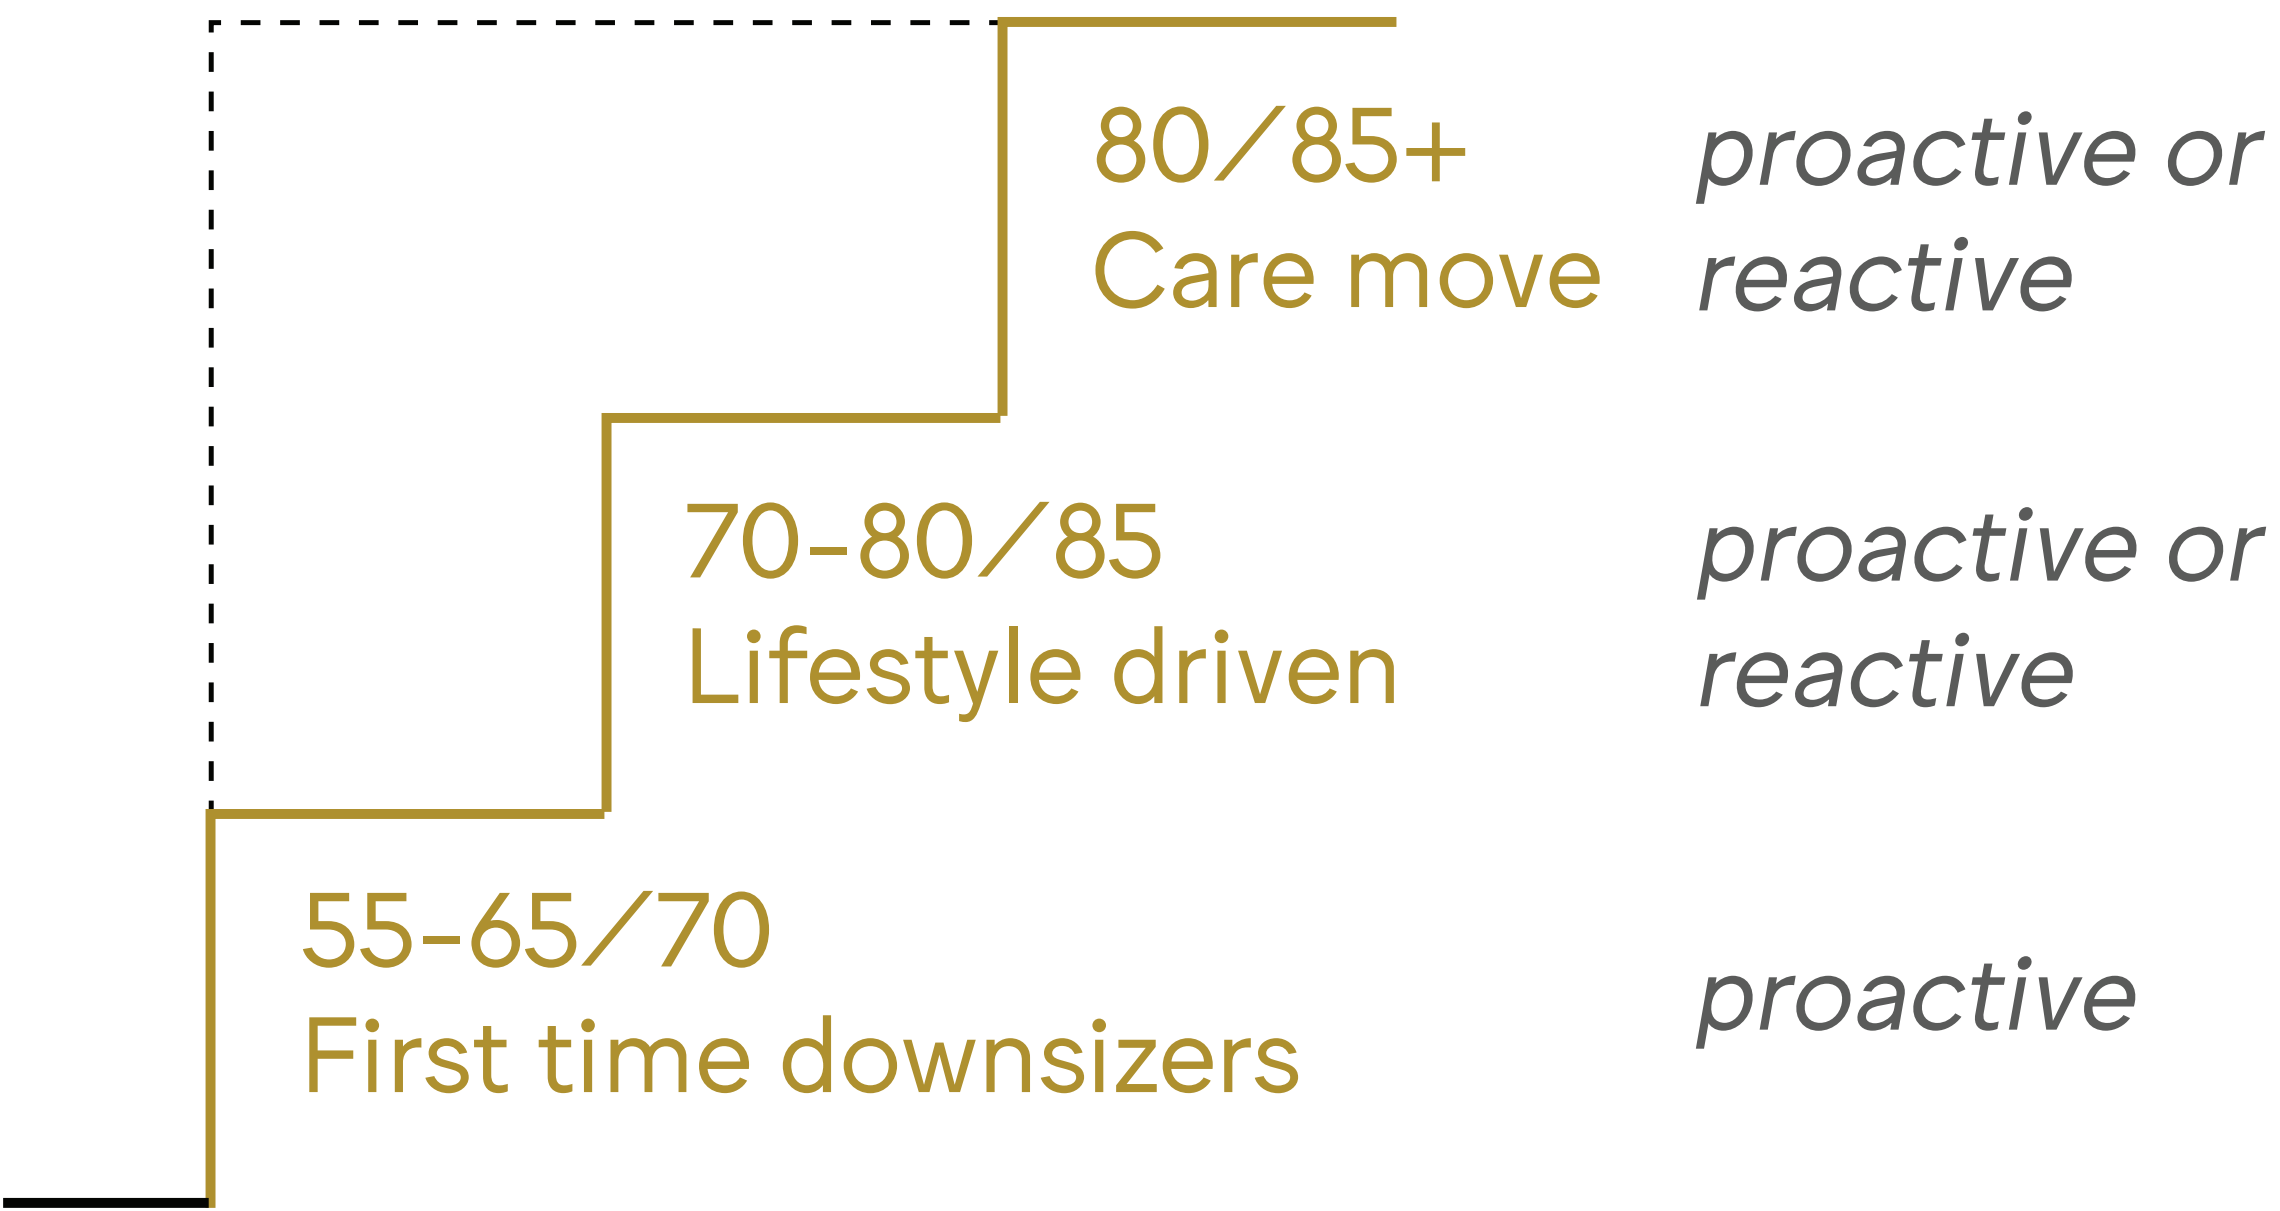 80/85+
Care move
proactive or
reactive
70-80/85
Lifestyle driven
proactive or
reactive
55-65/70
First time downsizers
proactive